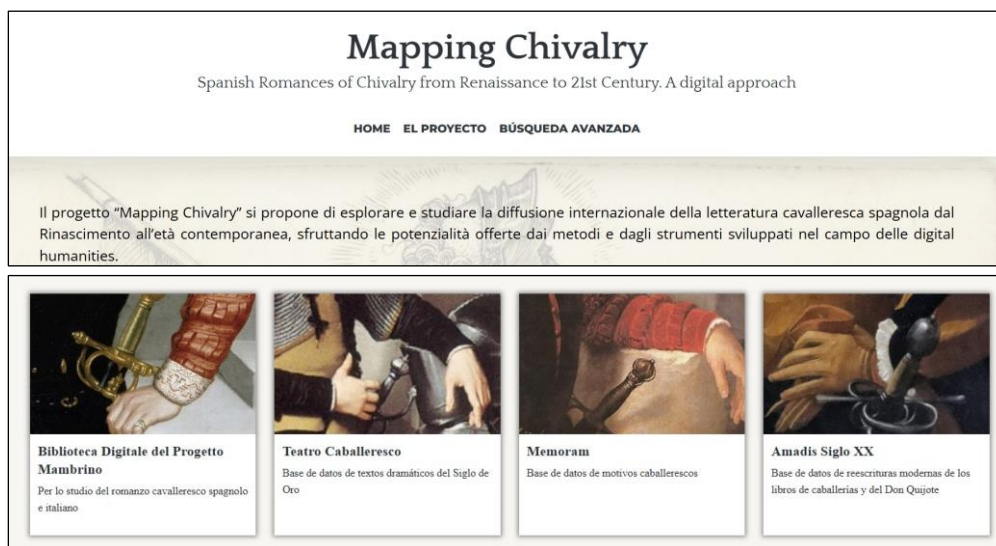 Mapping Chivalry
Spanish Romances of Chivalry from Renaissance to 21st Century. A digital approach
HOME EL PROYECTO BÚSQUEDA AVANZADA
Il progetto “Mapping Chivalry” si propone di esplorare e studiare la diffusione internazionale della letteratura cavalleresca spagnola dal
Rinascimento all’età contemporanea, sfruttando le potenzialità offerte dai metodi e dagli strumenti sviluppati nel campo delle digital
humanities.
Biblioteca Digitale del Progetto
Mambrino
Per lo studio del romanzo cavalleresco spagnolo
e italiano
Teatro Caballeresco
Base de datos de textos dramáticos del Siglo de
Oro
Memoram
Base de datos de motivos caballerescos
Amadis Siglo XX
Base de datos de reescrituras modernas de los
libros de caballerías y del Don Quijote